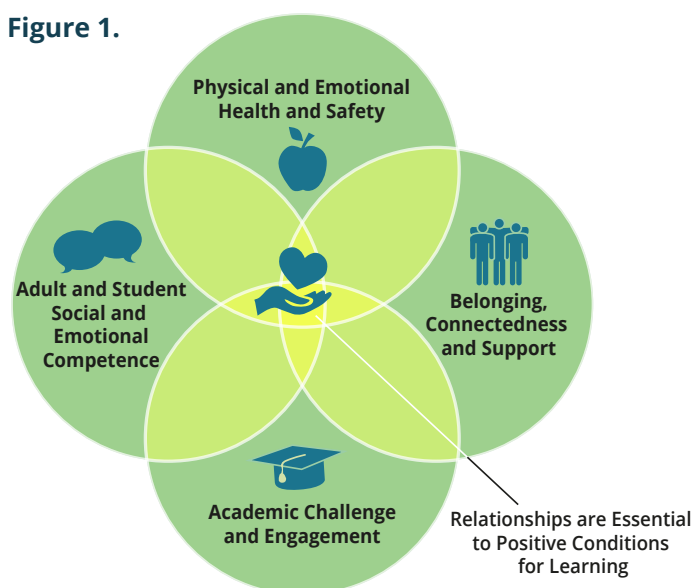 Figure 1.
Physical and Emotional
Health and Safety
Adult and Student
Social and
Emotional
Competence
Belonging,
Connectedness
and Support
Academic Challenge
and Engagement
Relationships are Essential
to Positive Conditions
for Learning